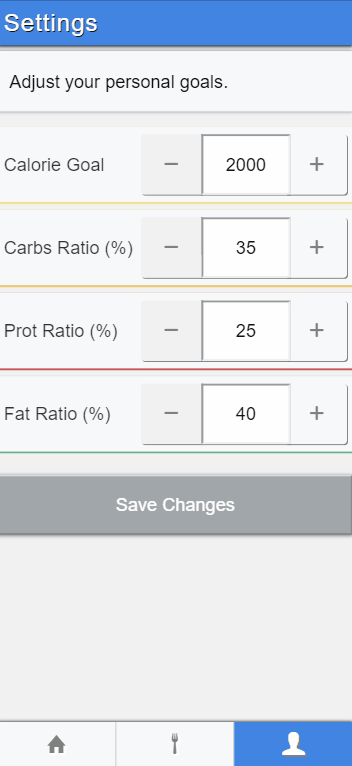 Settings
Adjust your personal goals.
Calorie Goal − 2000 +
Carbs Ratio (%) − 35 +
Prot Ratio (%) − 25 +
Fat Ratio (%) − 40 +
Save Changes